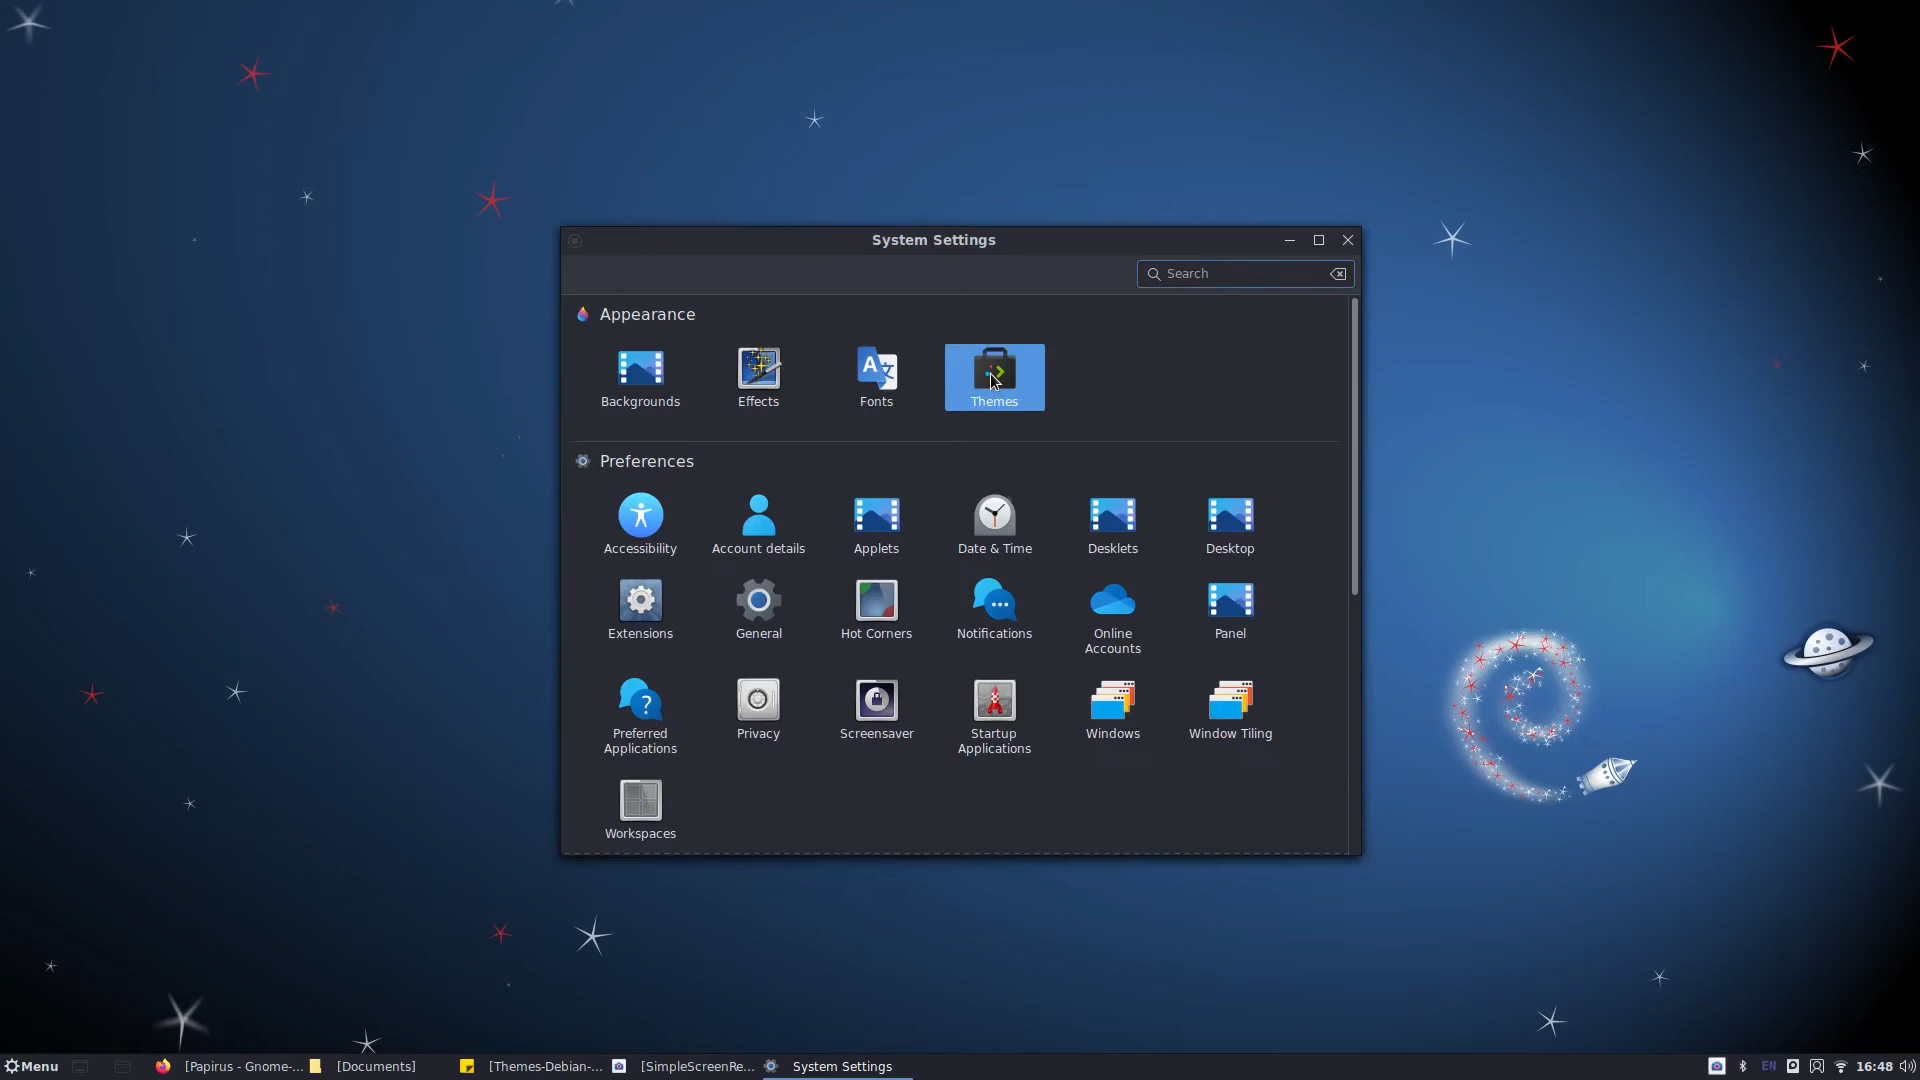 System Settings
Search
Appearance
Backgrounds
Effects
Fonts
Themes
Preferences
Accessibility
Account details
Applets
Date & Time
Desklets
Desktop
Extensions
General
Hot Corners
Notifications
Online
Accounts
Panel
Preferred
Applications
Privacy
Screensaver
Startup
Applications
Windows
Window Tiling
Workspaces
Menu
[Papirus - Gnome-...
[Documents]
[Themes-Debian-...
[SimpleScreenRe...
System Settings
EN
16:48